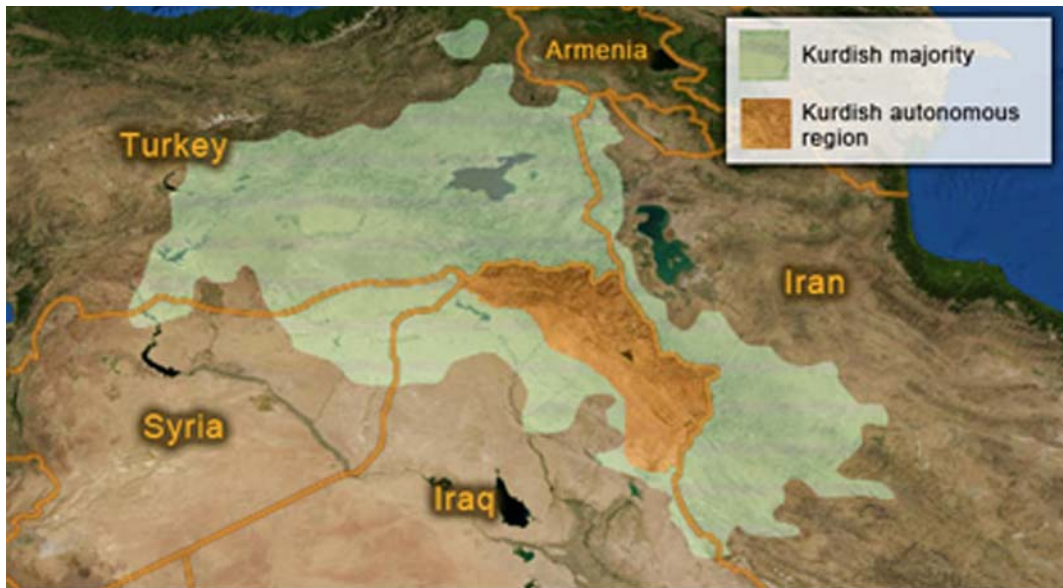 Armenia
Kurdish majority
Kurdish autonomous
region
Turkey
Iran
Syria
Iraq